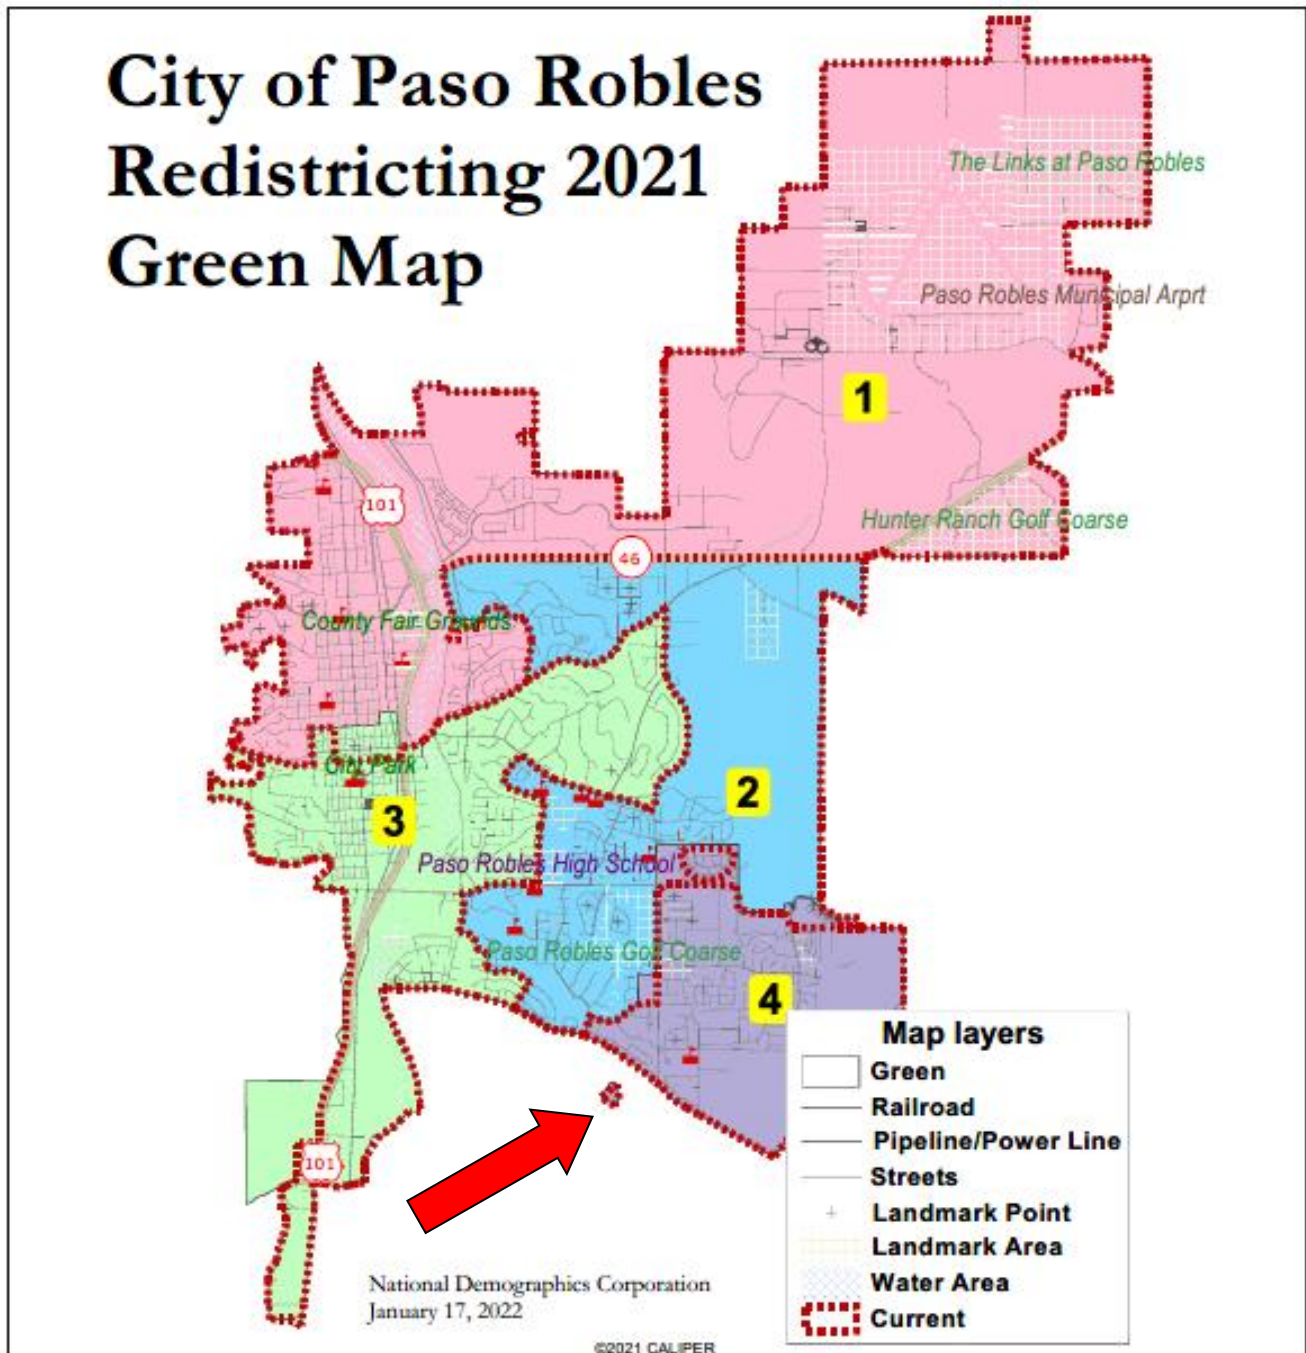 City of Paso Robles
Redistricting 2021
Green Map
The Links at Paso Robles
Paso Robles Municipal Arprt
1
101
Hunter Ranch Golf Coarse
46
County Fair Grounds
2
City Park
3
Paso Robles High School
Paso Robles Golf Coarse
4
Map layers
Green
Railroad
Pipeline/Power Line
Streets
Landmark Point
Landmark Area
Water Area
Current
101
National Demographics Corporation
January 17, 2022
©2021 CALIPER